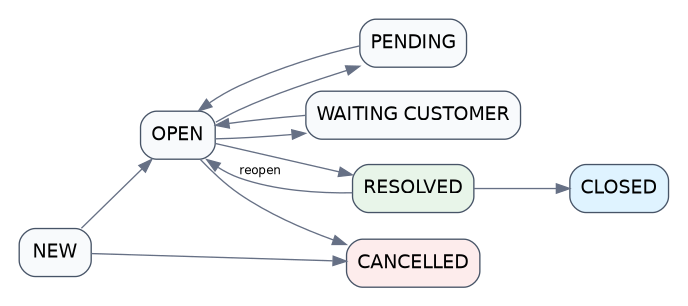 PENDING
WAITING CUSTOMER
OPEN
reopen
RESOLVED
CLOSED
NEW
CANCELLED